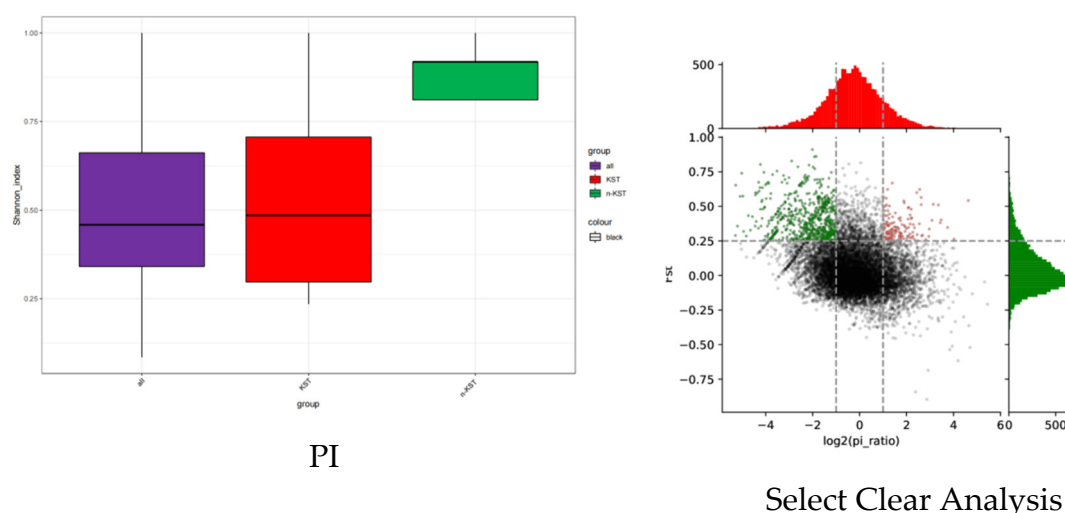 1.00
0.75
0.50
0.25
Shannon_index
all
KST
n-KST
group
group
all
KST
n-KST
colour
black
PI
500
0
1.00
0.75
0.50
0.25
0.00
−0.25
−0.50
−0.75
−4 −2 0 2 4 6
log2(pi_ratio)
0 500
Select Clear Analysis